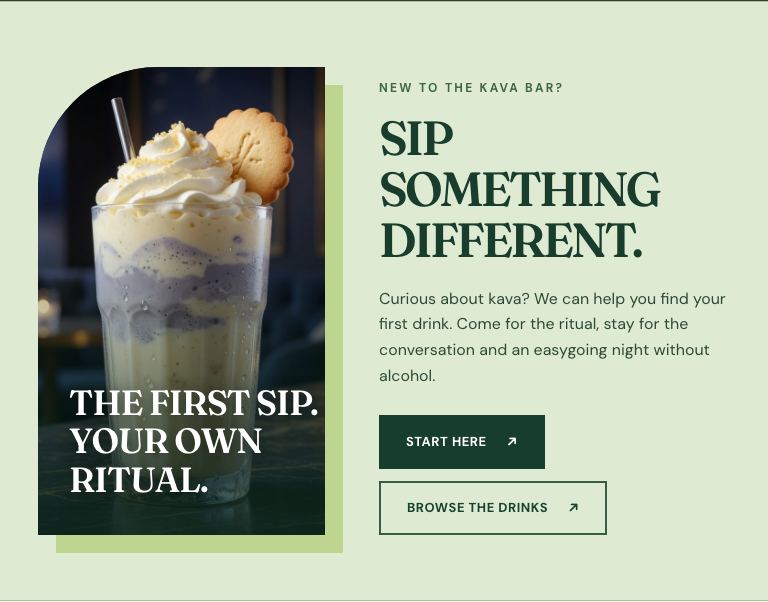 NEW TO THE KAVA BAR?
SIP
SOMETHING
DIFFERENT.
Curious about kava? We can help you find your
first drink. Come for the ritual, stay for the
conversation and an easygoing night without
alcohol.
START HERE ↗
BROWSE THE DRINKS ↗
THE FIRST SIP.
YOUR OWN
RITUAL.